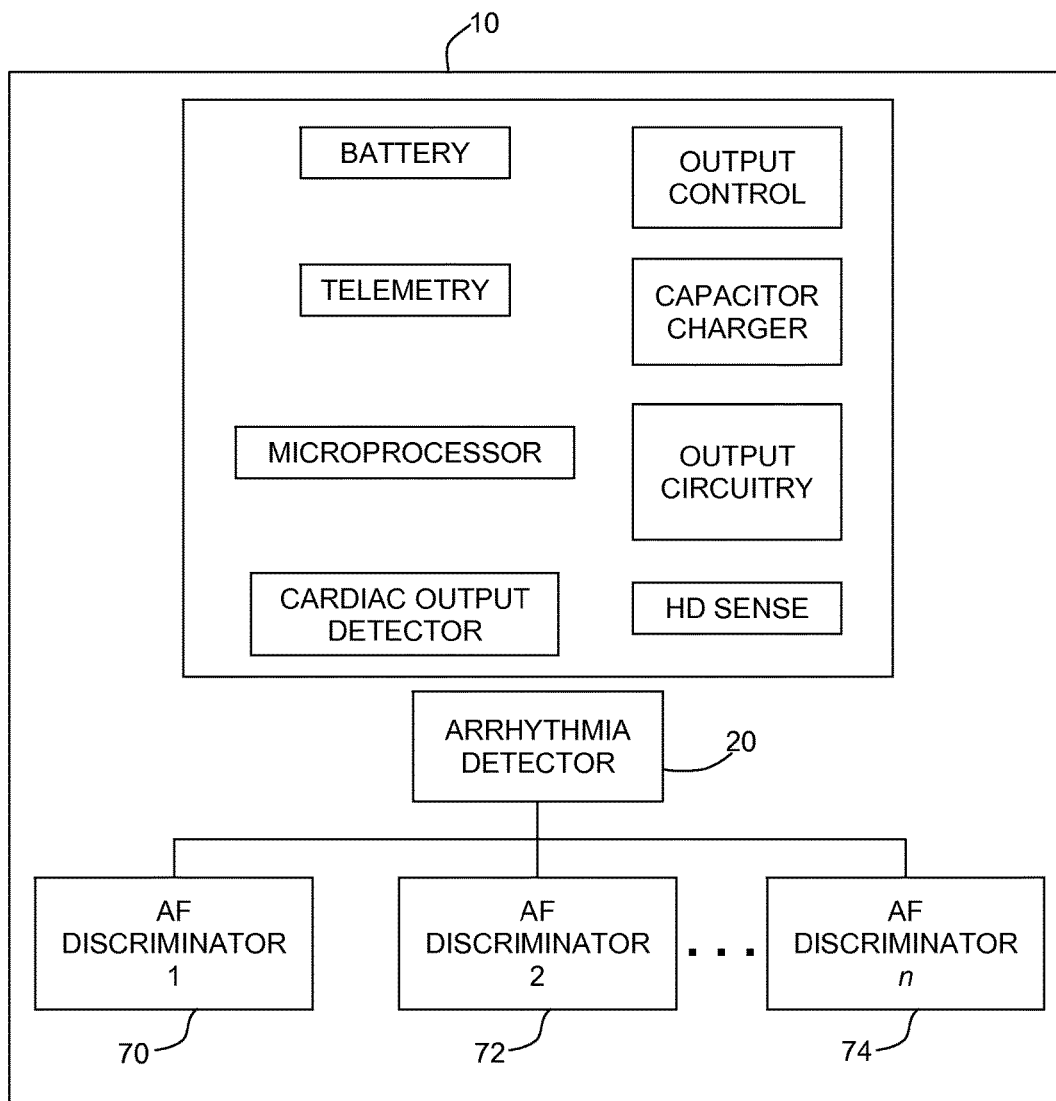 10
BATTERY
OUTPUT
CONTROL
TELEMETRY
CAPACITOR
CHARGER
MICROPROCESSOR
OUTPUT
CIRCUITRY
CARDIAC OUTPUT
DETECTOR
HD SENSE
ARRHYTHMIA
DETECTOR
20
AF
DISCRIMINATOR
1
AF
DISCRIMINATOR
2
. . .
AF
DISCRIMINATOR
n
70
72
74